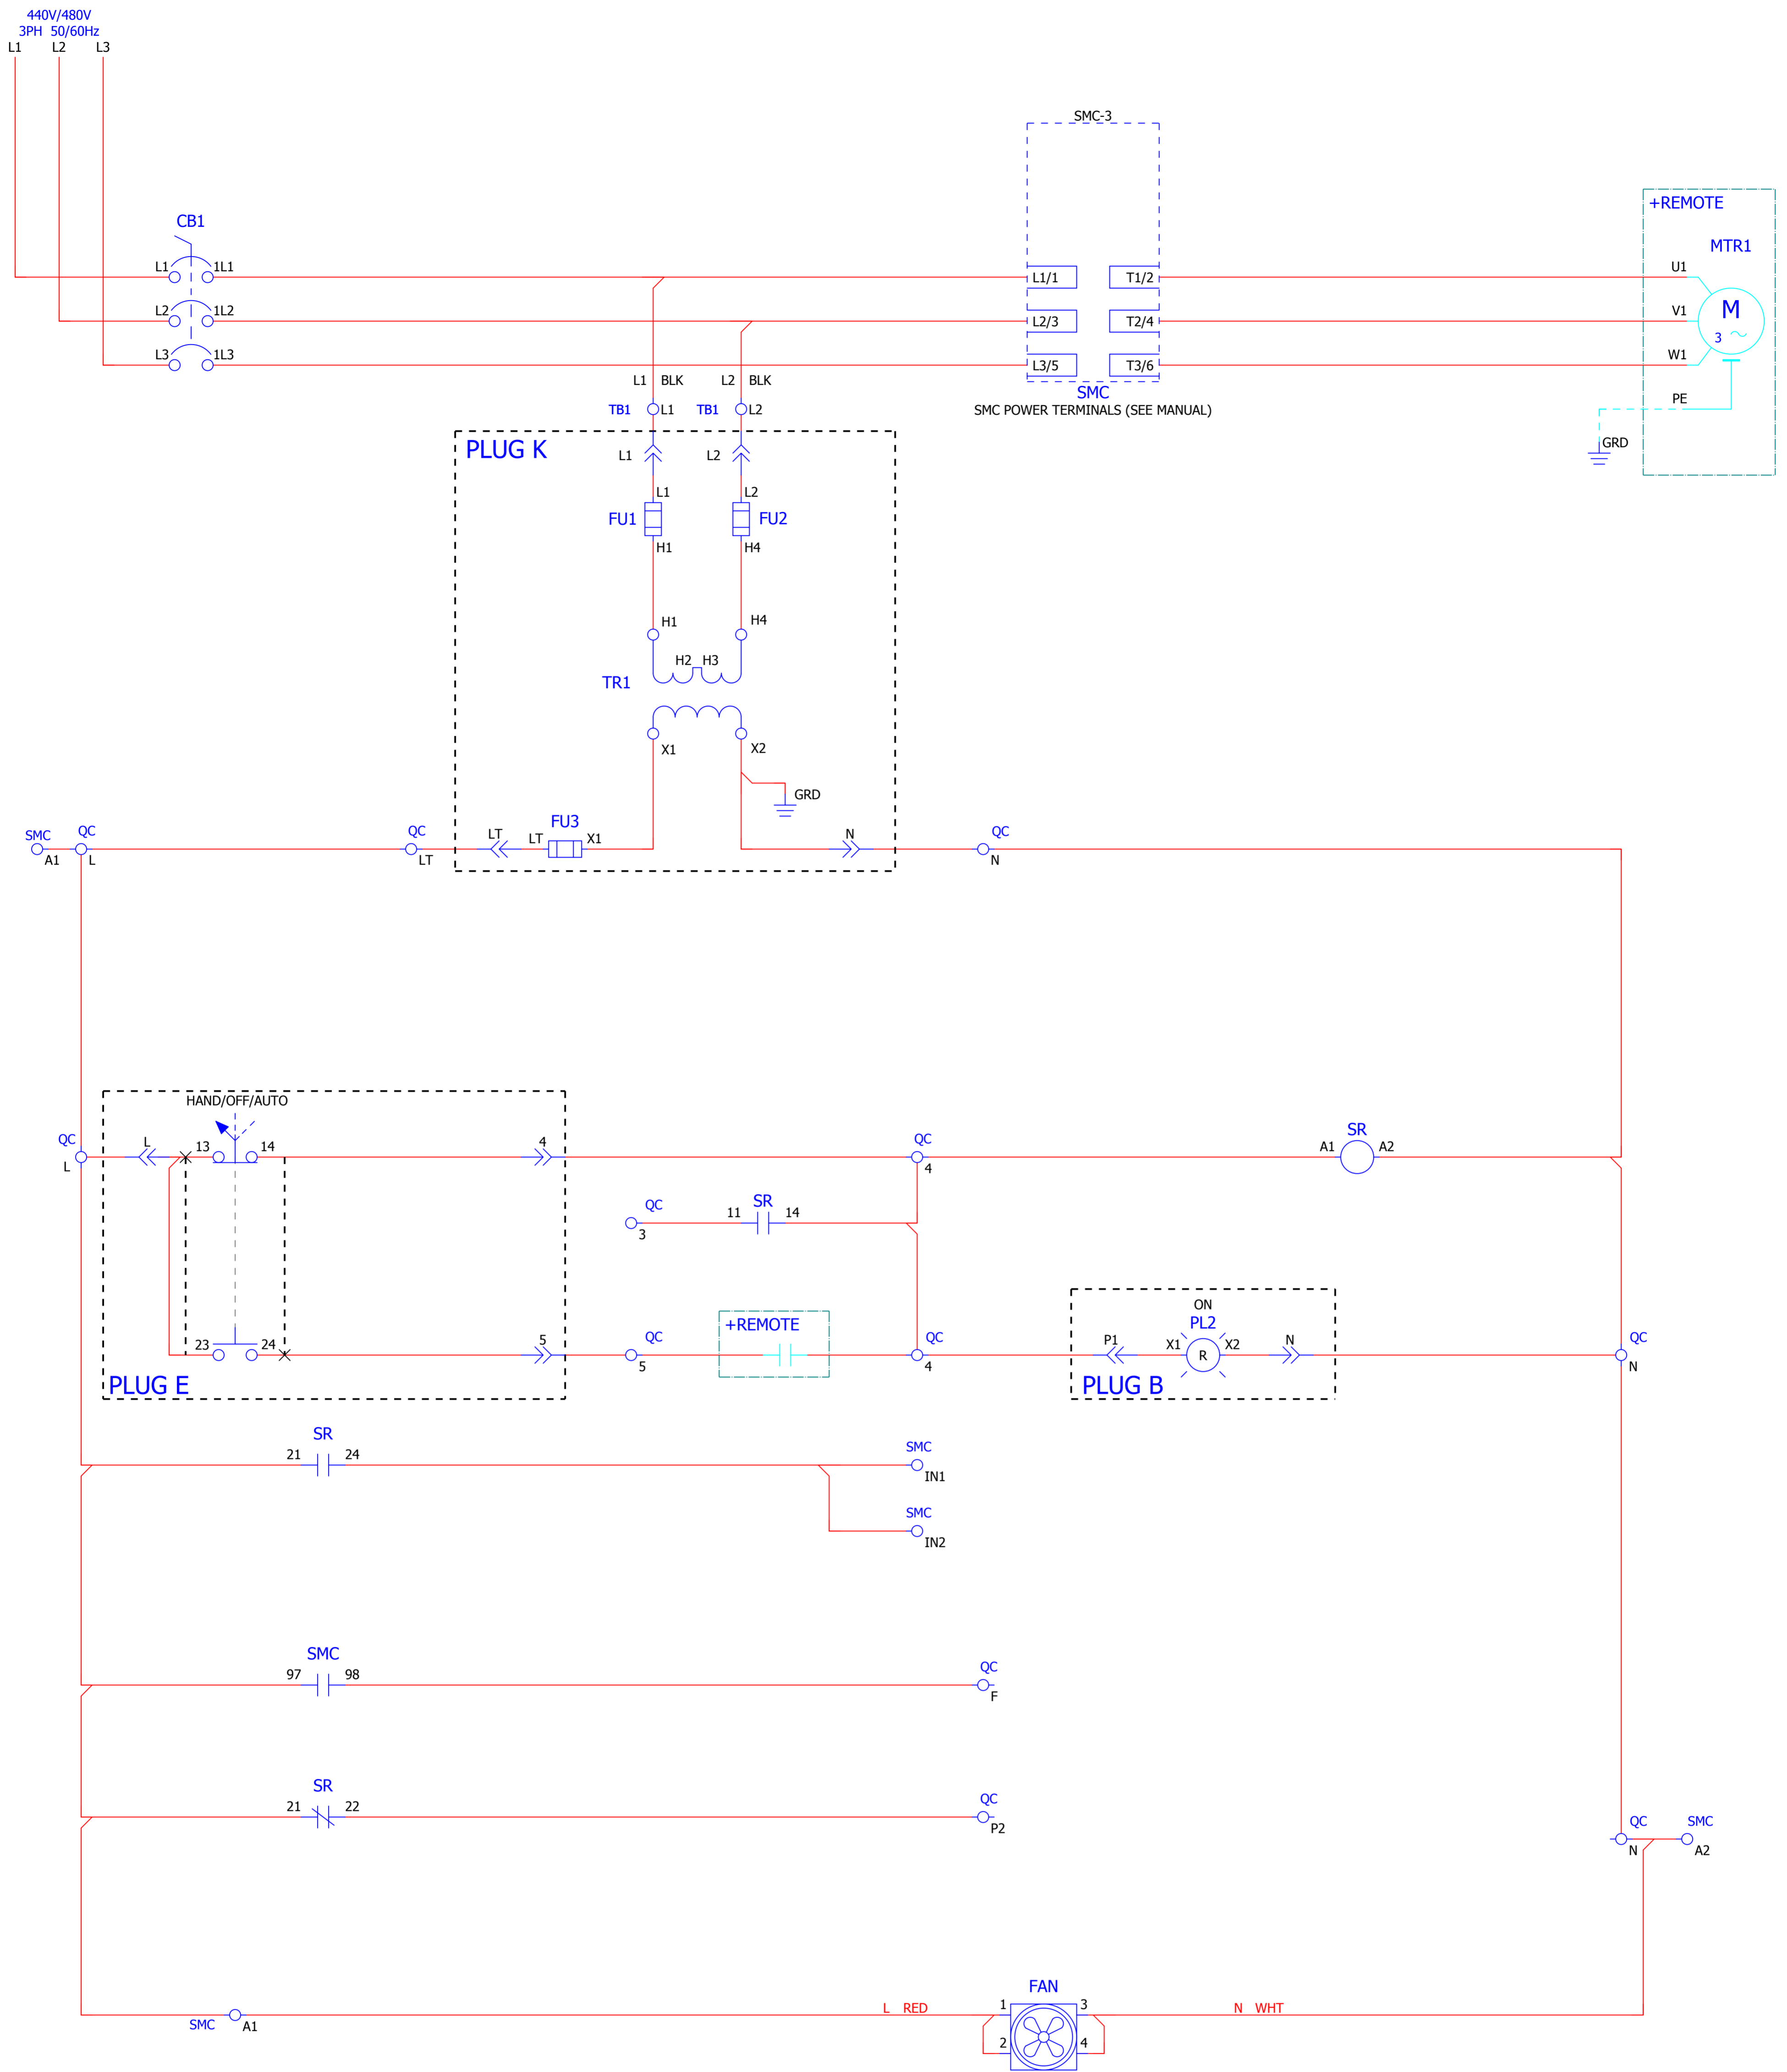 440V/480V
3PH 50/60Hz
L1 L2 L3
SMC-3
+REMOTE
CB1
MTR1
L1 1L1 L1/1 T1/2 U1
L2 1L2 L2/3 T2/4 V1
M
3
L3 1L3 L3/5 T3/6 W1
L1 BLK L2 BLK
SMC
TB1 L1 TB1 L2
SMC POWER TERMINALS (SEE MANUAL)
PE
GRD
PLUG K
L1 L2
L1 L2
FU1 FU2
H1 H4
H1 H4
H2 H3
TR1
X1 X2
GRD
FU3
SMC QC QC LT LT X1 N QC
A1 L LT N
HAND/OFF/AUTO
QC L 13 14 4 QC SR
A1 A2
L 4
QC SR
3 11 14
ON
+REMOTE PL2
23 24 5 QC P1 X1 R X2 N QC
5 QC
4 N
PLUG E PLUG B
SR SMC
21 24 IN1
SMC
IN2
SMC QC
97 98 F
SR QC
21 22 P2
QC SMC
N A2
FAN
L RED 1 3 N WHT
SMC A1
2 4